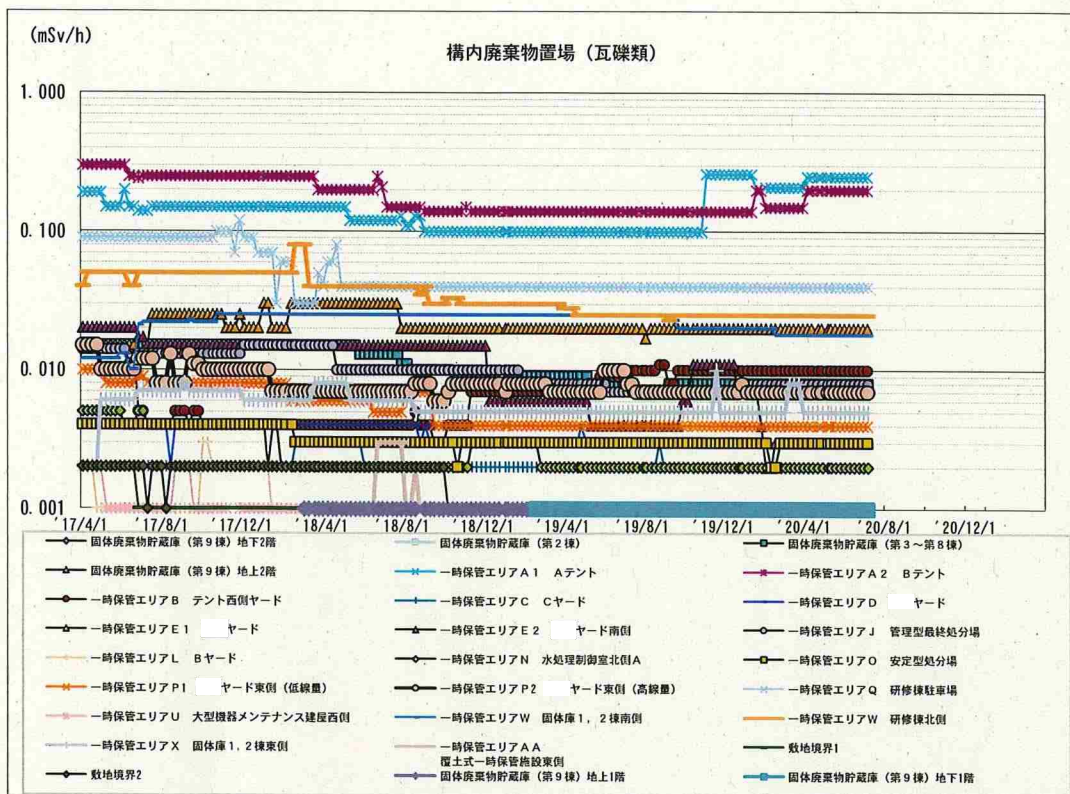 (mSv/h)
構内廃棄物置場(瓦礫類)
1.000
0.100
0.010
0.001
'17/4/1 '17/8/1 '17/12/1 '18/4/1 '18/8/1 '18/12/1 '19/4/1 '19/8/1 '19/12/1 '20/4/1 '20/8/1 '20/12/1
固体廃棄物貯蔵庫(第9棟)地下2階 固体廃棄物貯蔵庫(第2棟) 固体廃棄物貯蔵庫(第3~第8棟)
固体廃棄物貯蔵庫(第9棟)地上2階 一時保管エリアA1 Aテント 一時保管エリアA2 Bテント
一時保管エリアB テント西側ヤード 一時保管エリアC Cヤード 一時保管エリアD ヤード
一時保管エリアE1 ヤード 一時保管エリアE2 ヤード南側 一時保管エリアJ 管理型最終処分場
一時保管エリアL Bヤード 一時保管エリアN 水処理制御室北側A 一時保管エリアO 安定型処分場
一時保管エリアP1 ヤード東側(低線量) 一時保管エリアP2 ヤード東側(高線量) 一時保管エリアQ 研修棟駐車場
一時保管エリアU 大型機器メンテナンス建屋西側 一時保管エリアW 固体庫1,2棟南側 一時保管エリアW 研修棟北側
一時保管エリアX 固体庫1,2棟東側 一時保管エリアAA 敷地境界1
覆土式一時保管施設東側
敷地境界2 固体廃棄物貯蔵庫(第9棟)地上1階 固体廃棄物貯蔵庫(第9棟)地下1階